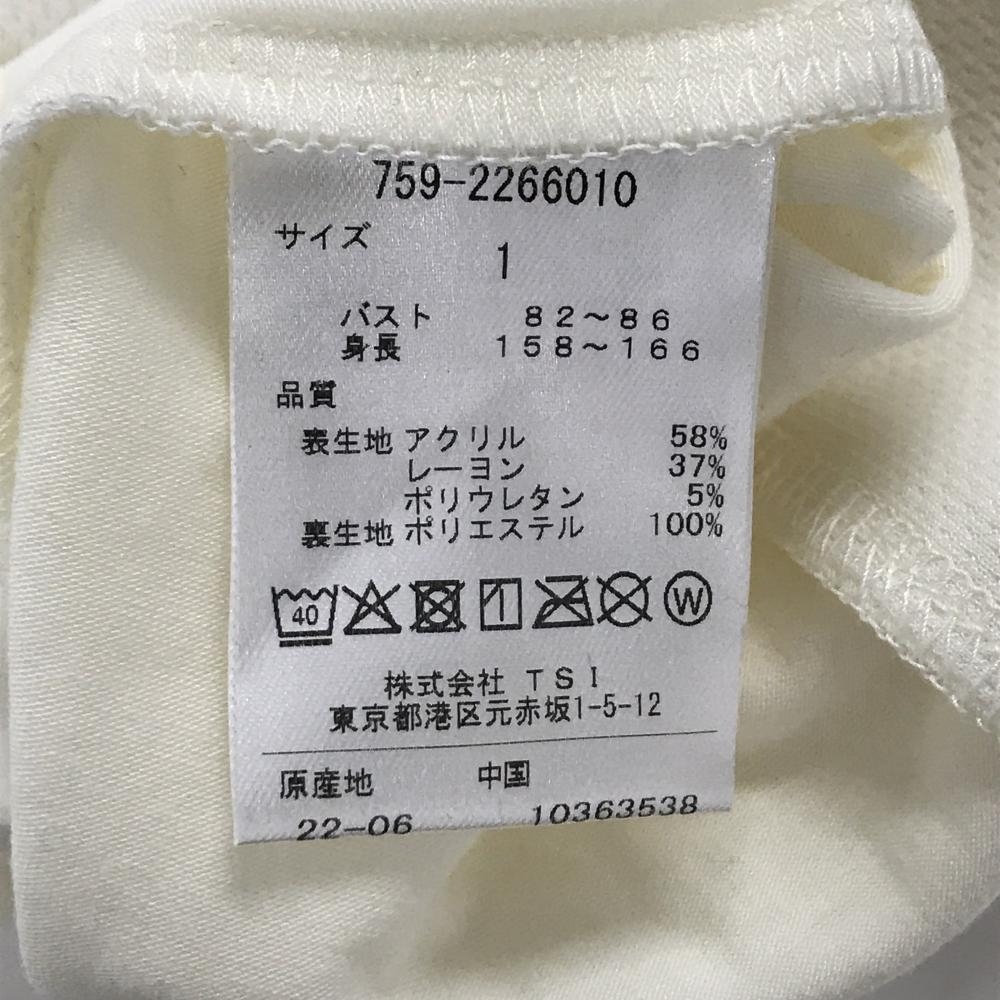 759-2266010
サイズ
1
バスト 82～86
身長 158～166
品質
表生地 アクリル 58%
レーヨン 37%
ポリウレタン 5%
裏生地 ポリエステル 100%
40 W
株式会社 TSI
東京都港区元赤坂1-5-12
原産地 中国
22-06 10363538